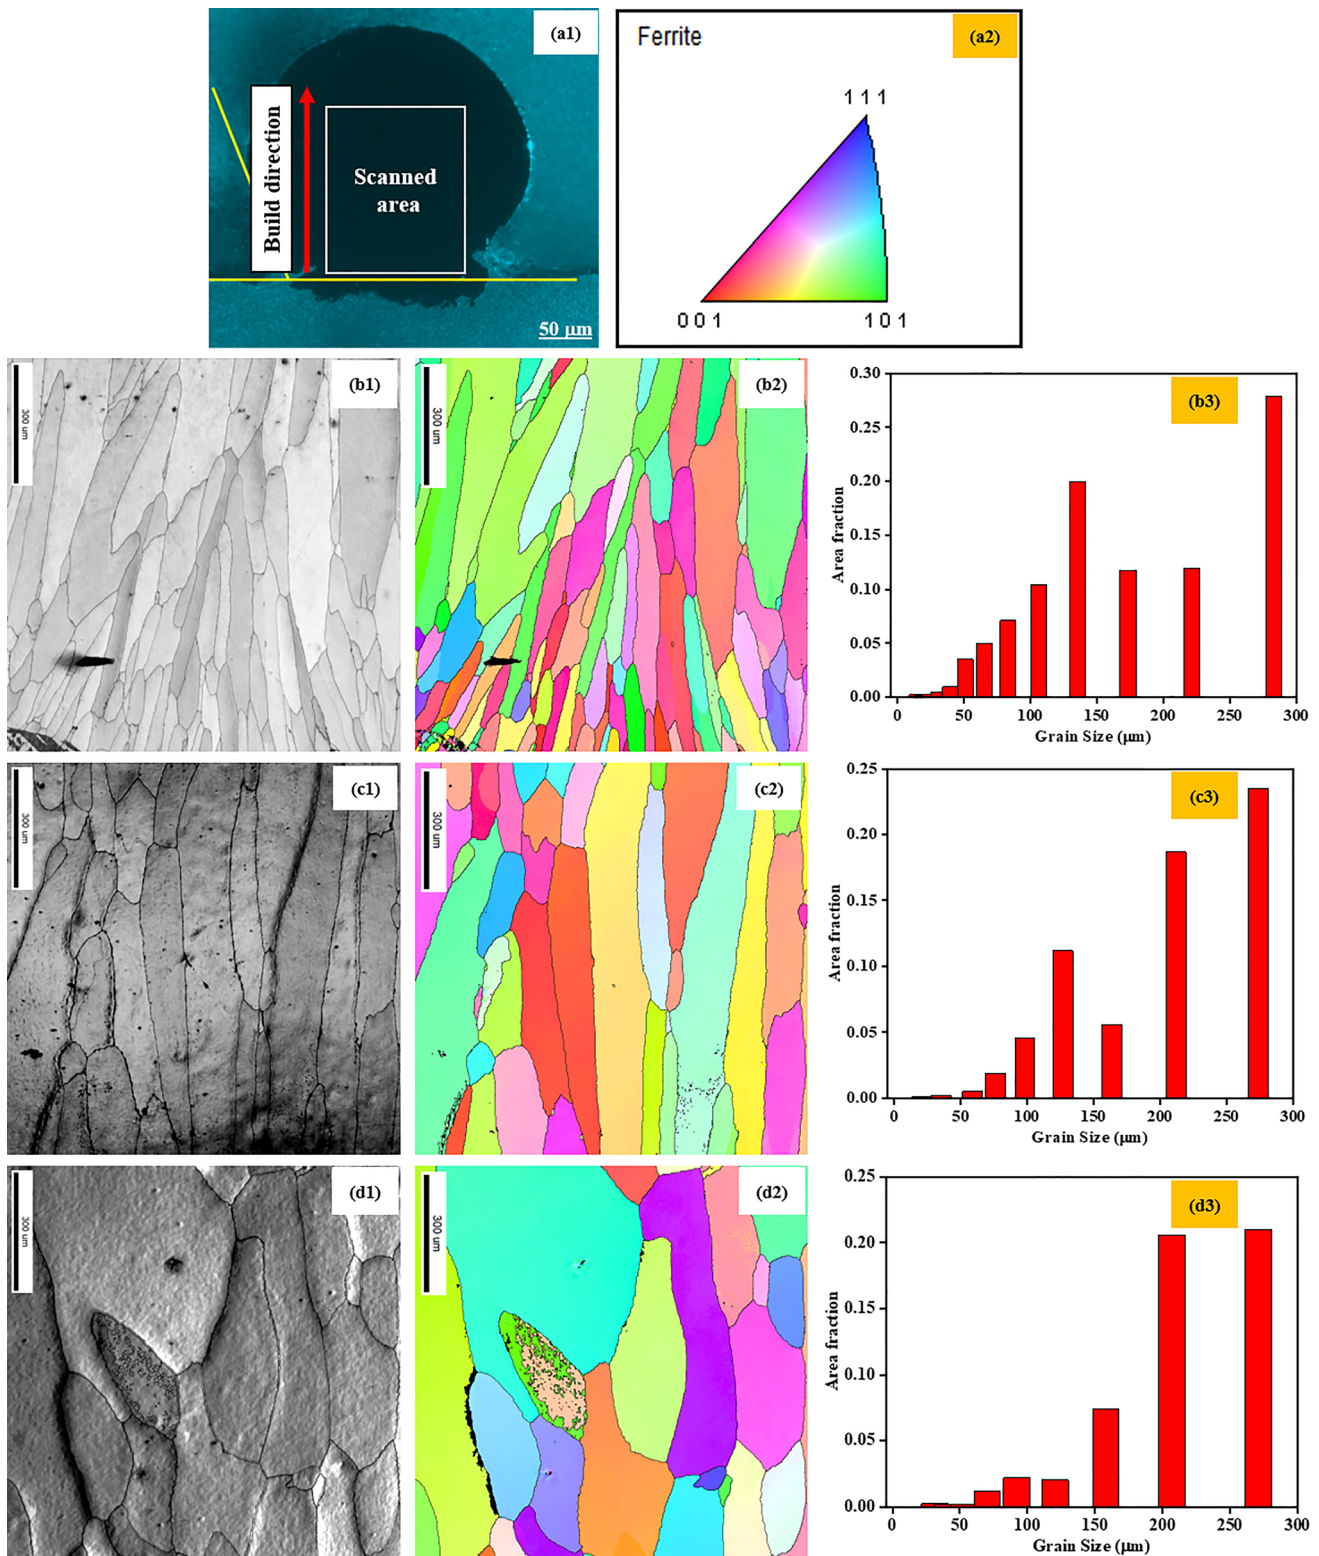 (a1)
Build direction
Scanned
area
50 µm
Ferrite
(a2)
1 1 1
0 0 1
1 0 1
300 um
(b1)
300 um
(b2)
(b3)
Area fraction
0.30
0.25
0.20
0.15
0.10
0.05
0.00
0 50 100 150 200 250 300
Grain Size (µm)
300 um
(c1)
300 um
(c2)
(c3)
Area fraction
0.25
0.20
0.15
0.10
0.05
0.00
0 50 100 150 200 250 300
Grain Size (µm)
300 um
(d1)
300 um
(d2)
(d3)
Area fraction
0.25
0.20
0.15
0.10
0.05
0.00
0 50 100 150 200 250 300
Grain Size (µm)